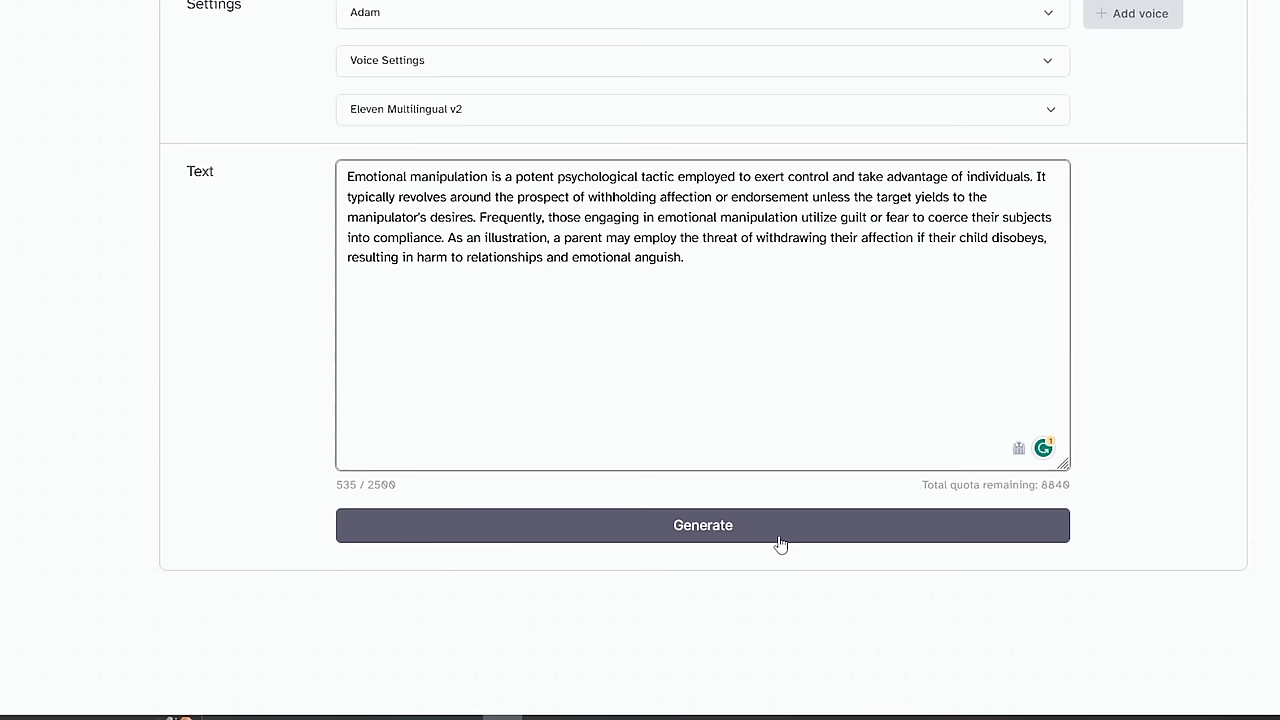 Settings
Adam
+ Add voice
Voice Settings
Eleven Multilingual v2
Text
Emotional manipulation is a potent psychological tactic employed to exert control and take advantage of individuals. It
typically revolves around the prospect of withholding affection or endorsement unless the target yields to the
manipulator's desires. Frequently, those engaging in emotional manipulation utilize guilt or fear to coerce their subjects
into compliance. As an illustration, a parent may employ the threat of withdrawing their affection if their child disobeys,
resulting in harm to relationships and emotional anguish.
G 1
535 / 2500
Total quota remaining: 8840
Generate